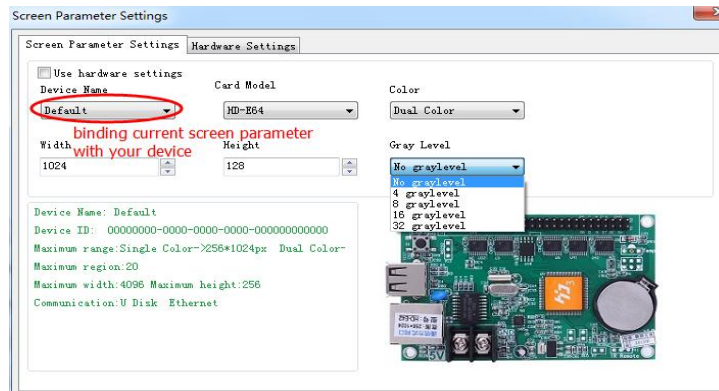 Screen Parameter Settings
Screen Parameter Settings Hardware Settings
Use hardware settings
Device Name Card Model Color
Default HD-E64 Dual Color
binding current screen parameter
with your device
Width Height Gray Level
1024 128 No graylevel
No graylevel
4 graylevel
8 graylevel
16 graylevel
32 graylevel
Device Name: Default
Device ID: 00000000-0000-0000-0000-000000000000
Maximum range:Single Color->256*1024px Dual Color-
Maximum region:20
Maximum width:4096 Maximum height:256
Communication:U Disk Ethernet
5V
Remote